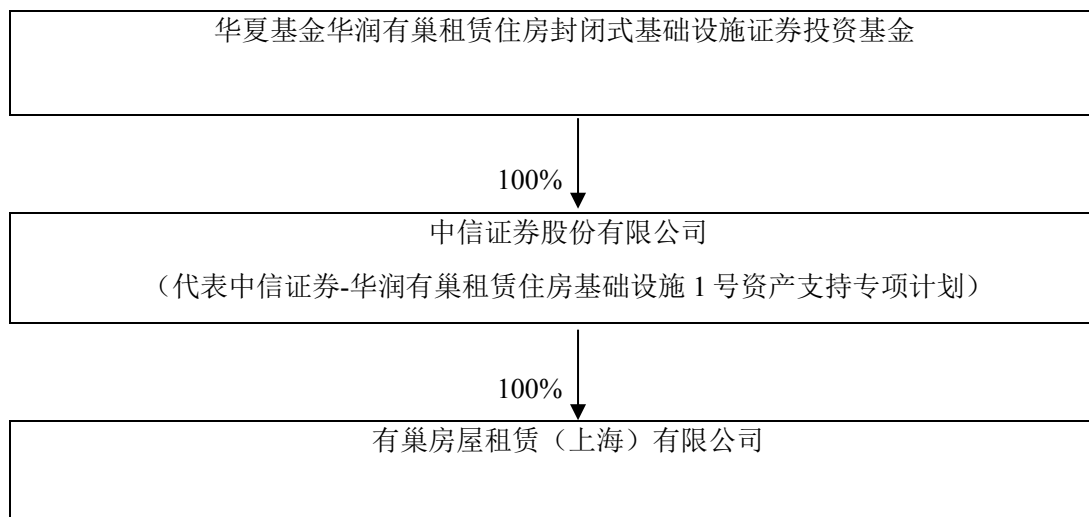 华夏基金华润有巢租赁住房封闭式基础设施证券投资基金
100%
中信证券股份有限公司
（代表中信证券-华润有巢租赁住房基础设施 1 号资产支持专项计划）
100%
有巢房屋租赁（上海）有限公司